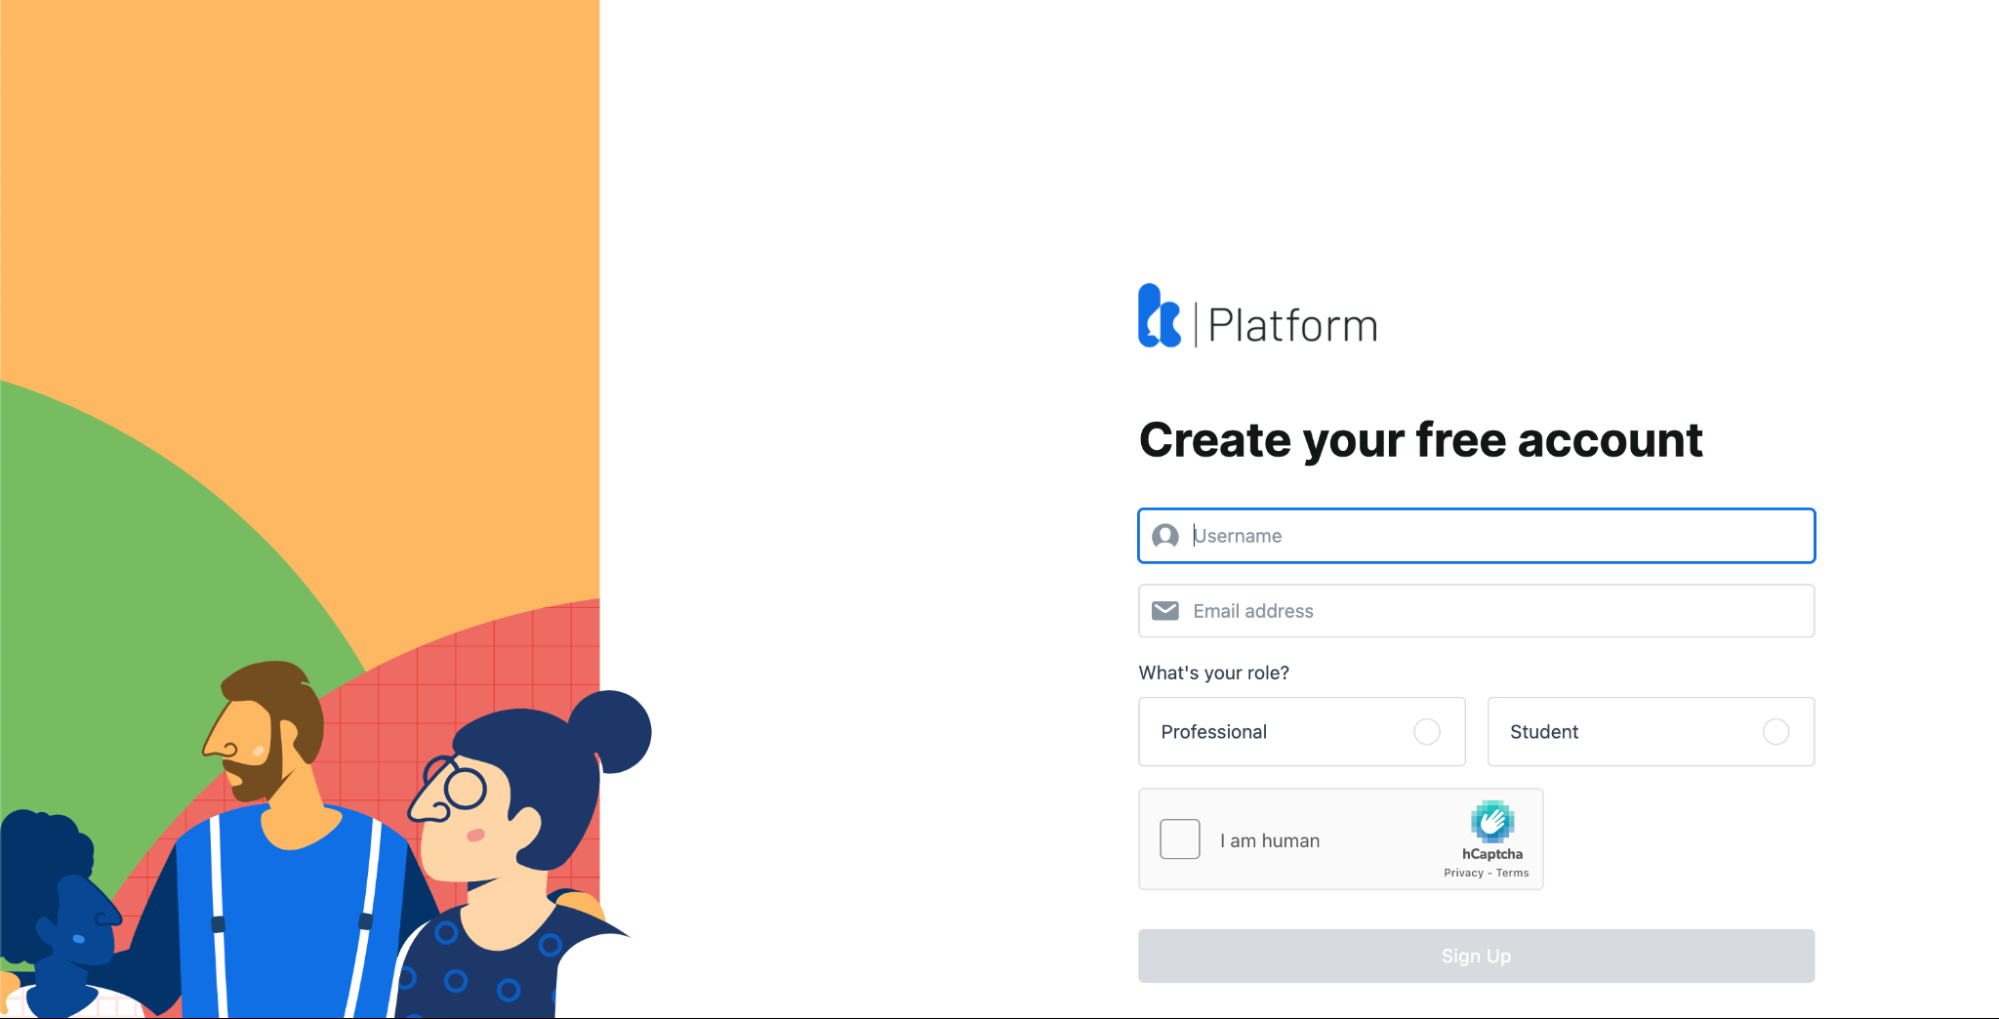 Platform
Create your free account
Username
Email address
What's your role?
Professional
Student
I am human
hCaptcha
Privacy - Terms
Sign Up